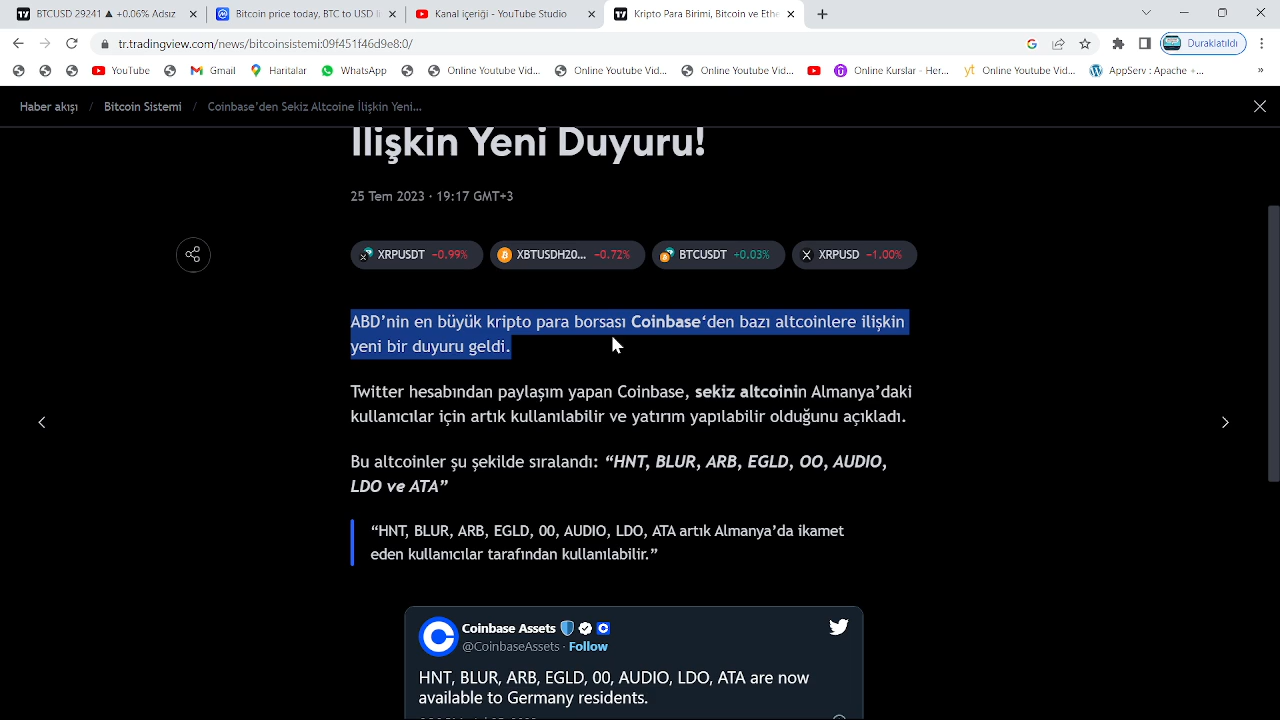 BTCUSD 29241 ▲ +0.06% Adsız
Bitcoin price today, BTC to USD li
Kanal içeriği - YouTube Studio
Kripto Para Birimi, Bitcoin ve Ethe
tr.tradingview.com/news/bitcoinsistemi:09f451f46d9e8:0/
Duraklatıldı
YouTube
Gmail
Haritalar
WhatsApp
Online Youtube Vid...
Online Youtube Vid...
Online Youtube Vid...
Online Kurslar - Her...
Online Youtube Vid...
AppServ : Apache +...
»
Haber akışı / Bitcoin Sistemi / Coinbase'den Sekiz Altcoine İlişkin Yeni...
İlişkin Yeni Duyuru!
25 Tem 2023 · 19:17 GMT+3
XRPUSDT -0.99%
XBTUSDH20... -0.72%
BTCUSDT +0.03%
XRPUSD -1.00%
ABD’nin en büyük kripto para borsası Coinbase‘den bazı altcoinlere ilişkin
yeni bir duyuru geldi.
Twitter hesabından paylaşım yapan Coinbase, sekiz altcoinin Almanya’daki
kullanıcılar için artık kullanılabilir ve yatırım yapılabilir olduğunu açıkladı.
Bu altcoinler şu şekilde sıralandı: “HNT, BLUR, ARB, EGLD, OO, AUDIO,
LDO ve ATA”
“HNT, BLUR, ARB, EGLD, 00, AUDIO, LDO, ATA artık Almanya’da ikamet
eden kullanıcılar tarafından kullanılabilir.”
Coinbase Assets
@CoinbaseAssets · Follow
HNT, BLUR, ARB, EGLD, 00, AUDIO, LDO, ATA are now
available to Germany residents.